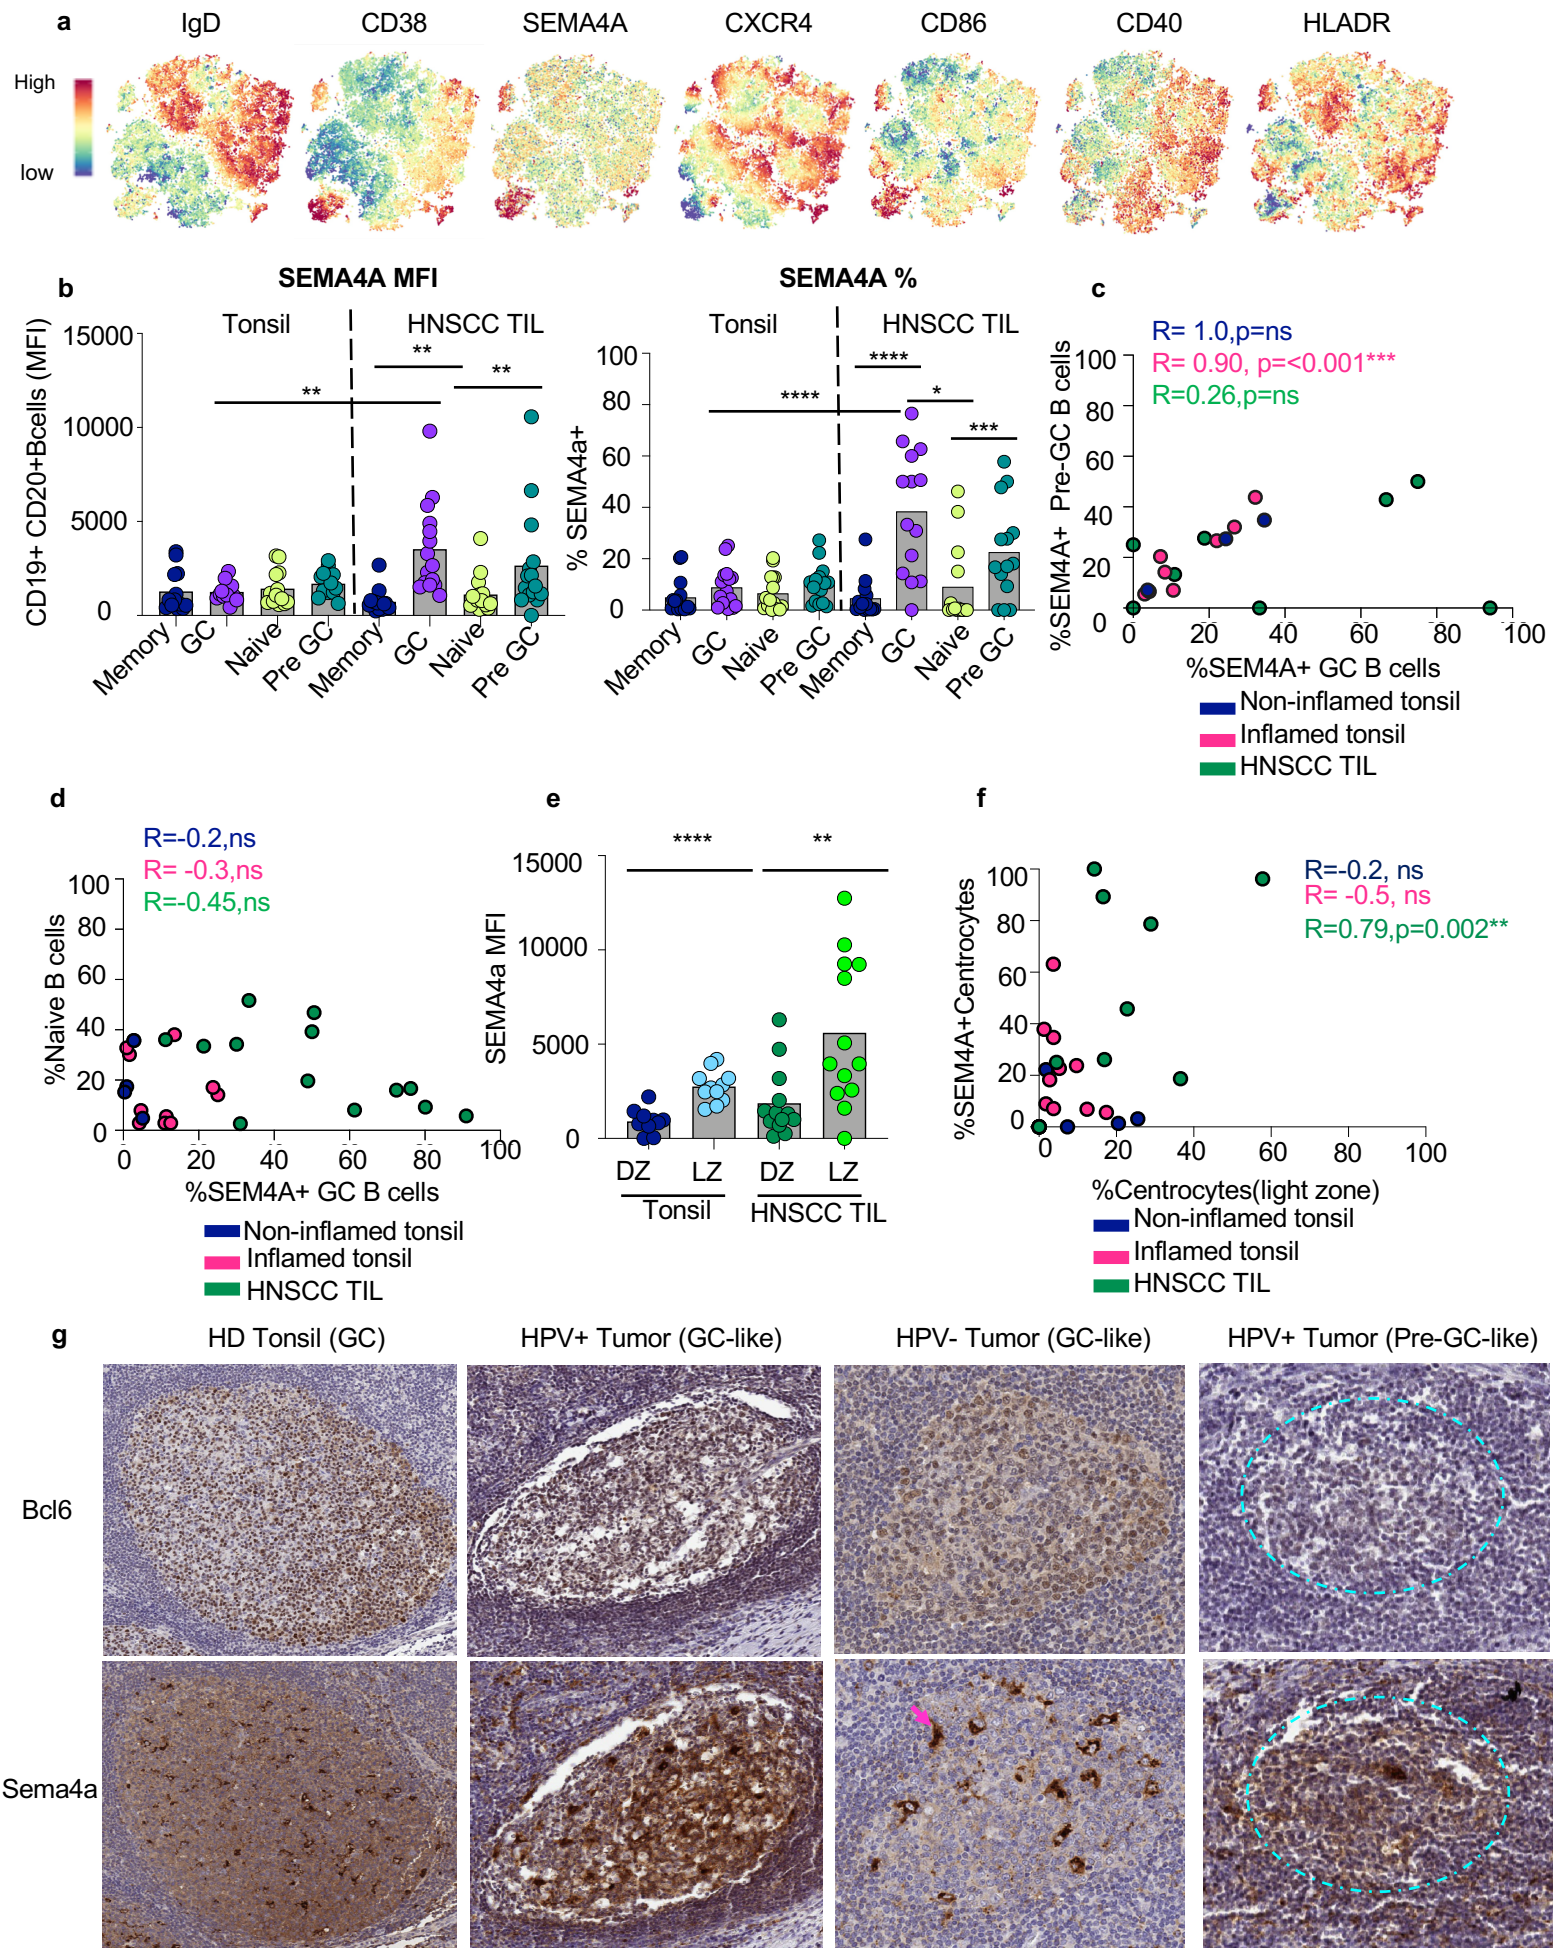 a
IgD CD38 SEMA4A CXCR4 CD86 CD40 HLADR
High
low
b
SEMA4A MFI
Tonsil HNSCC TIL
CD19+ CD20+Bcells (MFI)
15000
10000
5000
0
** ** **
Memory GC Naive Pre GC Memory GC Naive Pre GC
SEMA4A %
Tonsil HNSCC TIL
% SEMA4a+
100
80
60
40
20
0
**** **** * ***
Memory GC Naive Pre GC Memory GC Naive Pre GC
c
R= 1.0,p=ns
R= 0.90, p=<0.001***
R=0.26,p=ns
%SEM4A+ Pre-GC B cells
100
80
60
40
20
0
0 20 40 60 80 100
%SEM4A+ GC B cells
Non-inflamed tonsil
Inflamed tonsil
HNSCC TIL
d
R=-0.2,ns
R= -0.3,ns
R=-0.45,ns
%Naive B cells
100
80
60
40
20
0
0 20 40 60 80 100
%SEM4A+ GC B cells
Non-inflamed tonsil
Inflamed tonsil
HNSCC TIL
e
**** **
SEMA4a MFI
15000
10000
5000
0
DZ LZ DZ LZ
Tonsil HNSCC TIL
f
R=-0.2, ns
R= -0.5, ns
R=0.79,p=0.002**
%SEM4A+Centrocytes
100
80
60
40
20
0
0 20 40 60 80 100
%Centrocytes(light zone)
Non-inflamed tonsil
Inflamed tonsil
HNSCC TIL
g
HD Tonsil (GC) HPV+ Tumor (GC-like) HPV- Tumor (GC-like) HPV+ Tumor (Pre-GC-like)
Bcl6
Sema4a